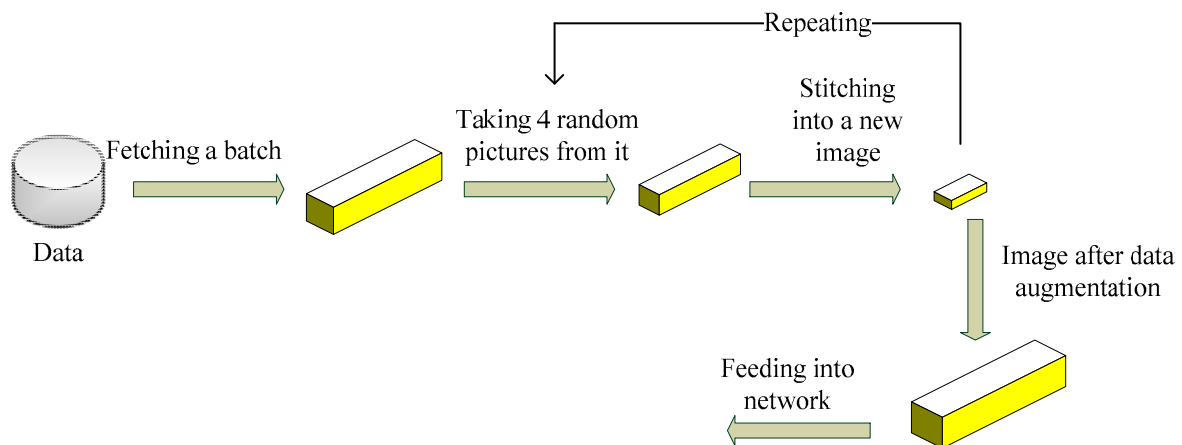 Repeating
Fetching a batch
Taking 4 random
pictures from it
Stitching
into a new
image
Data
Image after data
augmentation
Feeding into
network